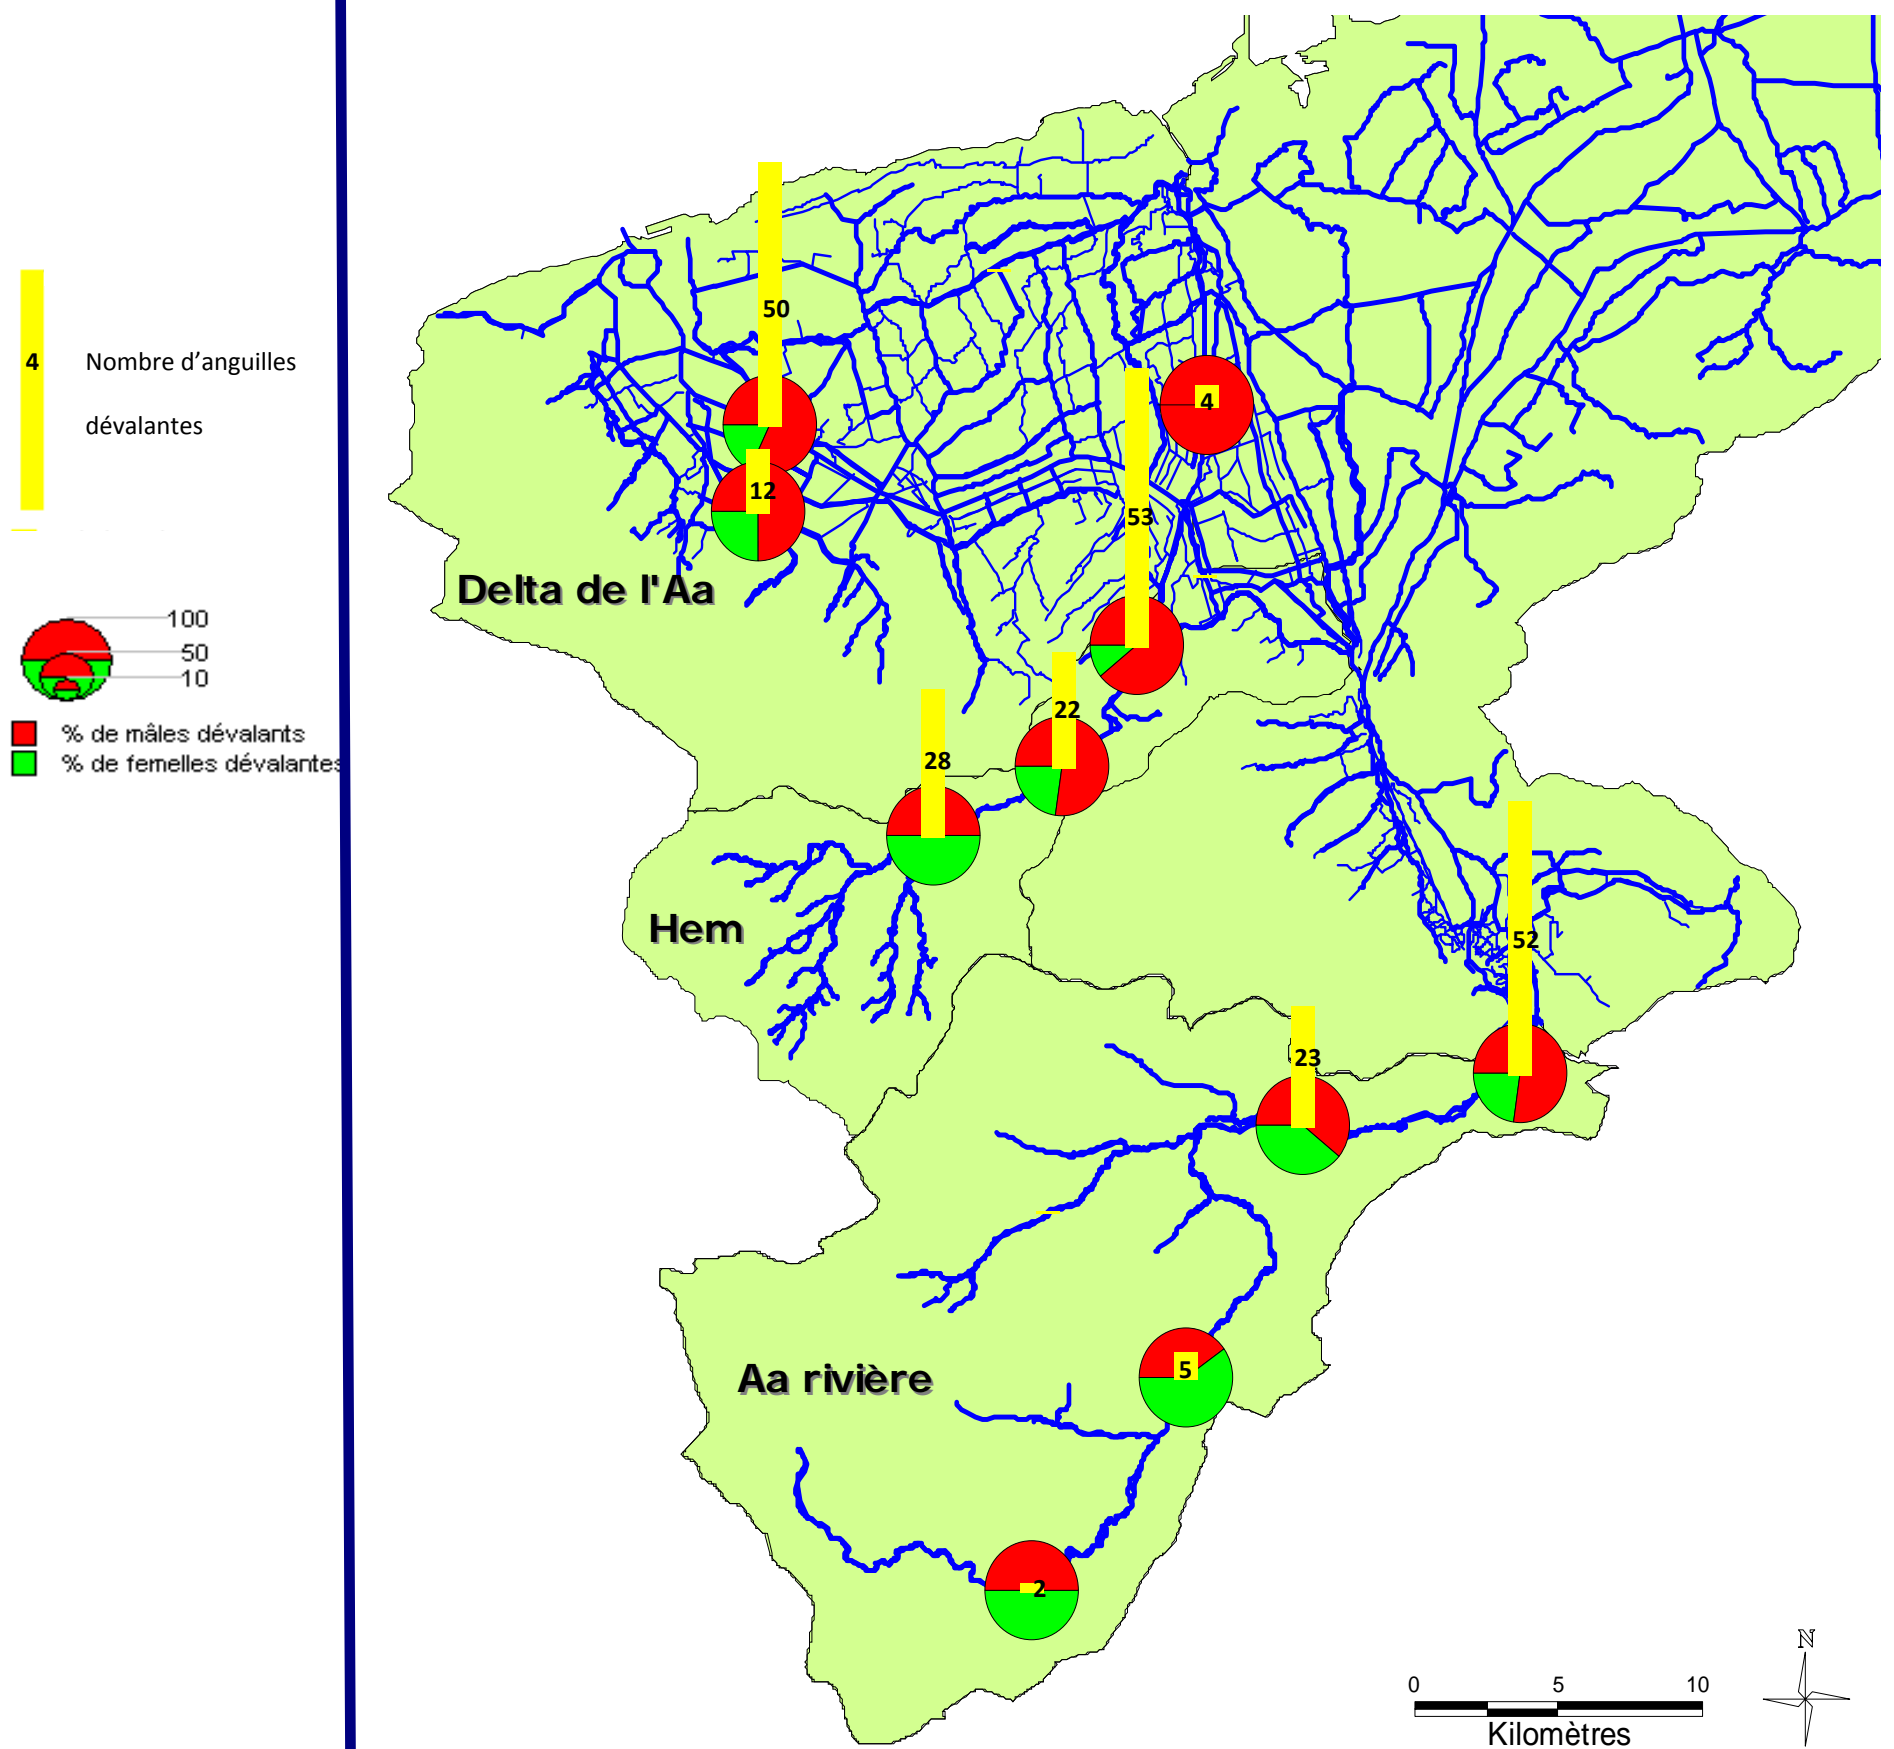 4 Nombre d’anguilles
dévalantes
100
50
10
% de mâles dévalants
% de femelles dévalantes
50
4
12
53
Delta de l'Aa
22
28
Hem
52
23
5
Aa rivière
2
N
0 5 10
Kilomètres